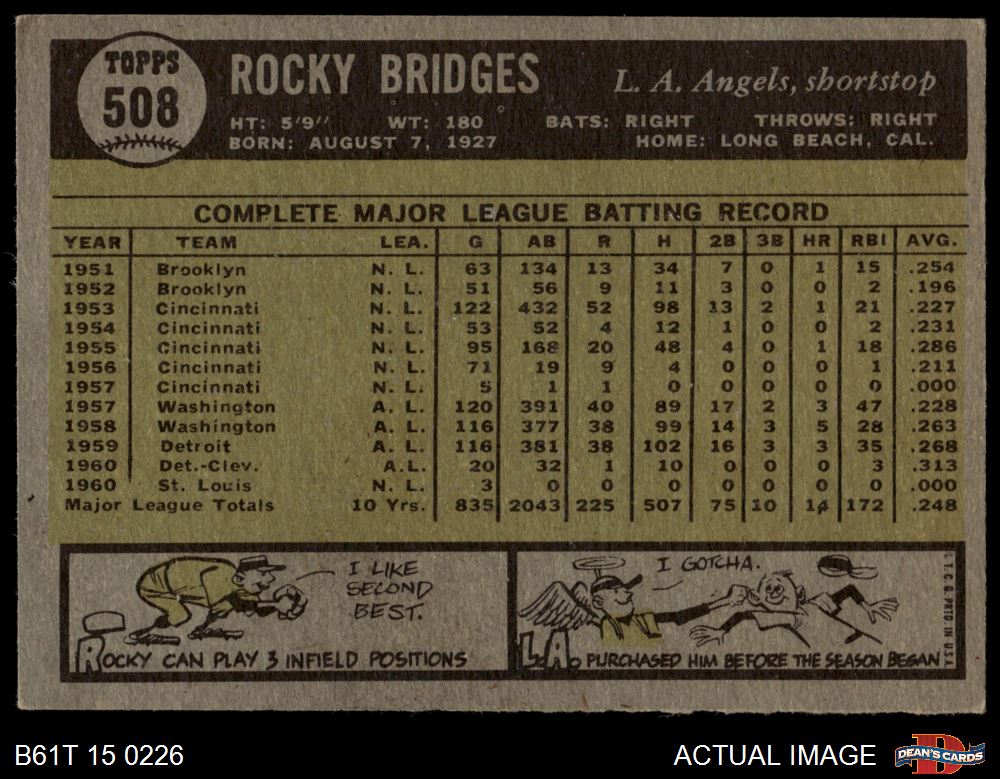 TOPPS
508
ROCKY BRIDGES
L. A. Angels, shortstop
HT: 5'9" WT: 180 BATS: RIGHT THROWS: RIGHT
BORN: AUGUST 7, 1927 HOME: LONG BEACH, CAL.
COMPLETE MAJOR LEAGUE BATTING RECORD
YEAR TEAM LEA. G AB R H 2B 3B HR RBI AVG.
1951 Brooklyn N. L. 63 134 13 34 7 0 1 15 .254
1952 Brooklyn N. L. 51 56 9 11 3 0 0 2 .196
1953 Cincinnati N. L. 122 432 52 98 13 2 1 21 .227
1954 Cincinnati N. L. 53 52 4 12 1 0 0 2 .231
1955 Cincinnati N. L. 95 168 20 48 4 0 1 18 .286
1956 Cincinnati N. L. 71 19 9 4 0 0 0 1 .211
1957 Cincinnati N. L. 5 1 1 0 0 0 0 0 .000
1957 Washington A. L. 120 391 40 89 17 2 3 47 .228
1958 Washington A. L. 116 377 38 99 14 3 5 28 .263
1959 Detroit A. L. 116 381 38 102 16 3 3 35 .268
1960 Det.-Clev. A.L. 20 32 1 10 0 0 0 3 .313
1960 St. Louis N. L. 3 0 0 0 0 0 0 0 .000
Major League Totals 10 Yrs. 835 2043 225 507 75 10 14 172 .248
I LIKE
SECOND
BEST.
ROCKY CAN PLAY 3 INFIELD POSITIONS
I GOTCHA.
L.A. PURCHASED HIM BEFORE THE SEASON BEGAN
© T. C. G. PRTD IN U.S.A.
B61T 15 0226
ACTUAL IMAGE
D
DEAN'S CARDS